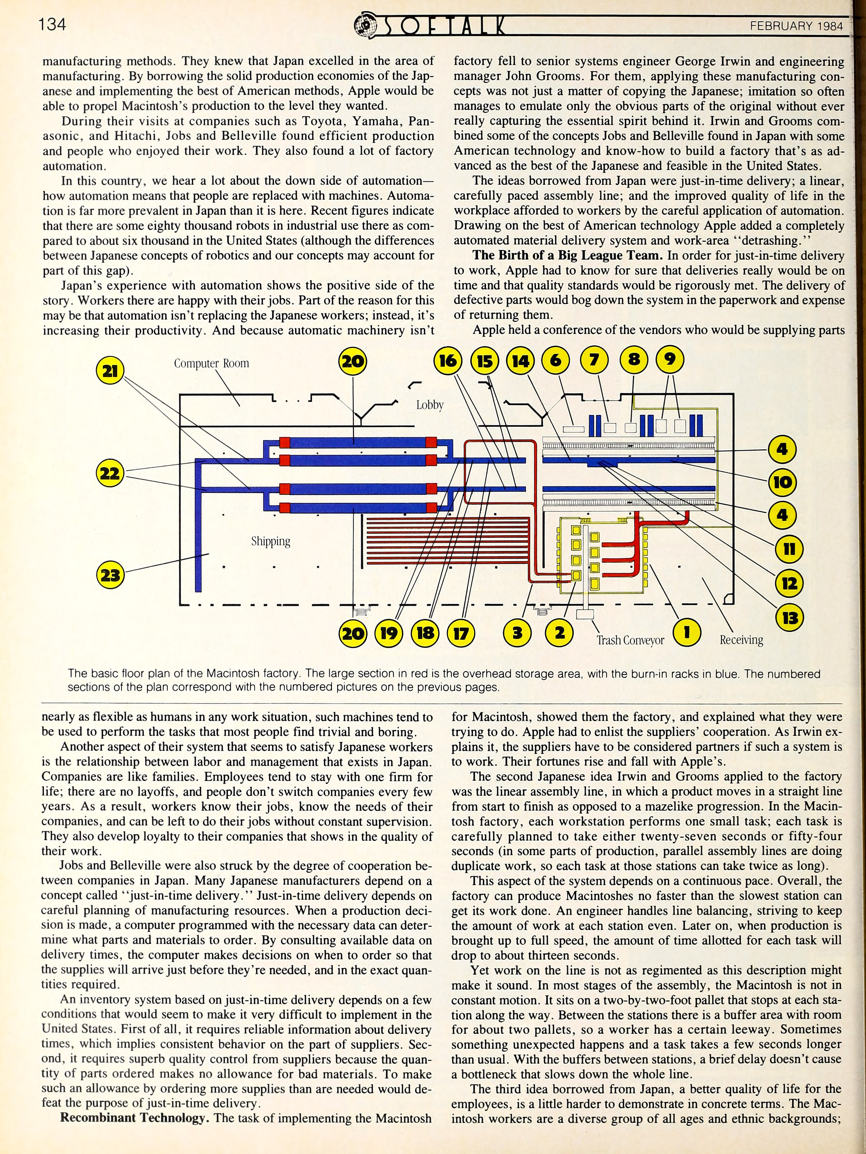 134
SOFTALK
FEBRUARY 1984
manufacturing methods. They knew that Japan excelled in the area of
manufacturing. By borrowing the solid production economies of the Jap-
anese and implementing the best of American methods, Apple would be
able to propel Macintosh's production to the level they wanted.
During their visits at companies such as Toyota, Yamaha, Pan-
asonic, and Hitachi, Jobs and Belleville found efficient production
and people who enjoyed their work. They also found a lot of factory
automation.
In this country, we hear a lot about the down side of automation—
how automation means that people are replaced with machines. Automa-
tion is far more prevalent in Japan than it is here. Recent figures indicate
that there are some eighty thousand robots in industrial use there as com-
pared to about six thousand in the United States (although the differences
between Japanese concepts of robotics and our concepts may account for
part of this gap).
Japan's experience with automation shows the positive side of the
story. Workers there are happy with their jobs. Part of the reason for this
may be that automation isn't replacing the Japanese workers; instead, it's
increasing their productivity. And because automatic machinery isn't
factory fell to senior systems engineer George Irwin and engineering
manager John Grooms. For them, applying these manufacturing con-
cepts was not just a matter of copying the Japanese; imitation so often
manages to emulate only the obvious parts of the original without ever
really capturing the essential spirit behind it. Irwin and Grooms com-
bined some of the concepts Jobs and Belleville found in Japan with some
American technology and know-how to build a factory that's as ad-
vanced as the best of the Japanese and feasible in the United States.
The ideas borrowed from Japan were just-in-time delivery; a linear,
carefully paced assembly line; and the improved quality of life in the
workplace afforded to workers by the careful application of automation.
Drawing on the best of American technology Apple added a completely
automated material delivery system and work-area "detrashing."
The Birth of a Big League Team. In order for just-in-time delivery
to work, Apple had to know for sure that deliveries really would be on
time and that quality standards would be rigorously met. The delivery of
defective parts would bog down the system in the paperwork and expense
of returning them.
Apple held a conference of the vendors who would be supplying parts
21
Computer Room
20
Lobby
16
15
14
6
7
8
9
22
4
10
4
Shipping
11
23
12
13
20
19
18
17
3
2
Trash Conveyor
1
Receiving
The basic floor plan of the Macintosh factory. The large section in red is the overhead storage area, with the burn-in racks in blue. The numbered
sections of the plan correspond with the numbered pictures on the previous pages.
nearly as flexible as humans in any work situation, such machines tend to
be used to perform the tasks that most people find trivial and boring.
Another aspect of their system that seems to satisfy Japanese workers
is the relationship between labor and management that exists in Japan.
Companies are like families. Employees tend to stay with one firm for
life; there are no layoffs, and people don't switch companies every few
years. As a result, workers know their jobs, know the needs of their
companies, and can be left to do their jobs without constant supervision.
They also develop loyalty to their companies that shows in the quality of
their work.
Jobs and Belleville were also struck by the degree of cooperation be-
tween companies in Japan. Many Japanese manufacturers depend on a
concept called "just-in-time delivery." Just-in-time delivery depends on
careful planning of manufacturing resources. When a production deci-
sion is made, a computer programmed with the necessary data can deter-
mine what parts and materials to order. By consulting available data on
delivery times, the computer makes decisions on when to order so that
the supplies will arrive just before they're needed, and in the exact quan-
tities required.
An inventory system based on just-in-time delivery depends on a few
conditions that would seem to make it very difficult to implement in the
United States. First of all, it requires reliable information about delivery
times, which implies consistent behavior on the part of suppliers. Sec-
ond, it requires superb quality control from suppliers because the quan-
tity of parts ordered makes no allowance for bad materials. To make
such an allowance by ordering more supplies than are needed would de-
feat the purpose of just-in-time delivery.
Recombinant Technology. The task of implementing the Macintosh
for Macintosh, showed them the factory, and explained what they were
trying to do. Apple had to enlist the suppliers' cooperation. As Irwin ex-
plains it, the suppliers have to be considered partners if such a system is
to work. Their fortunes rise and fall with Apple's.
The second Japanese idea Irwin and Grooms applied to the factory
was the linear assembly line, in which a product moves in a straight line
from start to finish as opposed to a mazelike progression. In the Macin-
tosh factory, each workstation performs one small task; each task is
carefully planned to take either twenty-seven seconds or fifty-four
seconds (in some parts of production, parallel assembly lines are doing
duplicate work, so each task at those stations can take twice as long).
This aspect of the system depends on a continuous pace. Overall, the
factory can produce Macintoshes no faster than the slowest station can
get its work done. An engineer handles line balancing, striving to keep
the amount of work at each station even. Later on, when production is
brought up to full speed, the amount of time allotted for each task will
drop to about thirteen seconds.
Yet work on the line is not as regimented as this description might
make it sound. In most stages of the assembly, the Macintosh is not in
constant motion. It sits on a two-by-two-foot pallet that stops at each sta-
tion along the way. Between the stations there is a buffer area with room
for about two pallets, so a worker has a certain leeway. Sometimes
something unexpected happens and a task takes a few seconds longer
than usual. With the buffers between stations, a brief delay doesn't cause
a bottleneck that slows down the whole line.
The third idea borrowed from Japan, a better quality of life for the
employees, is a little harder to demonstrate in concrete terms. The Mac-
intosh workers are a diverse group of all ages and ethnic backgrounds;